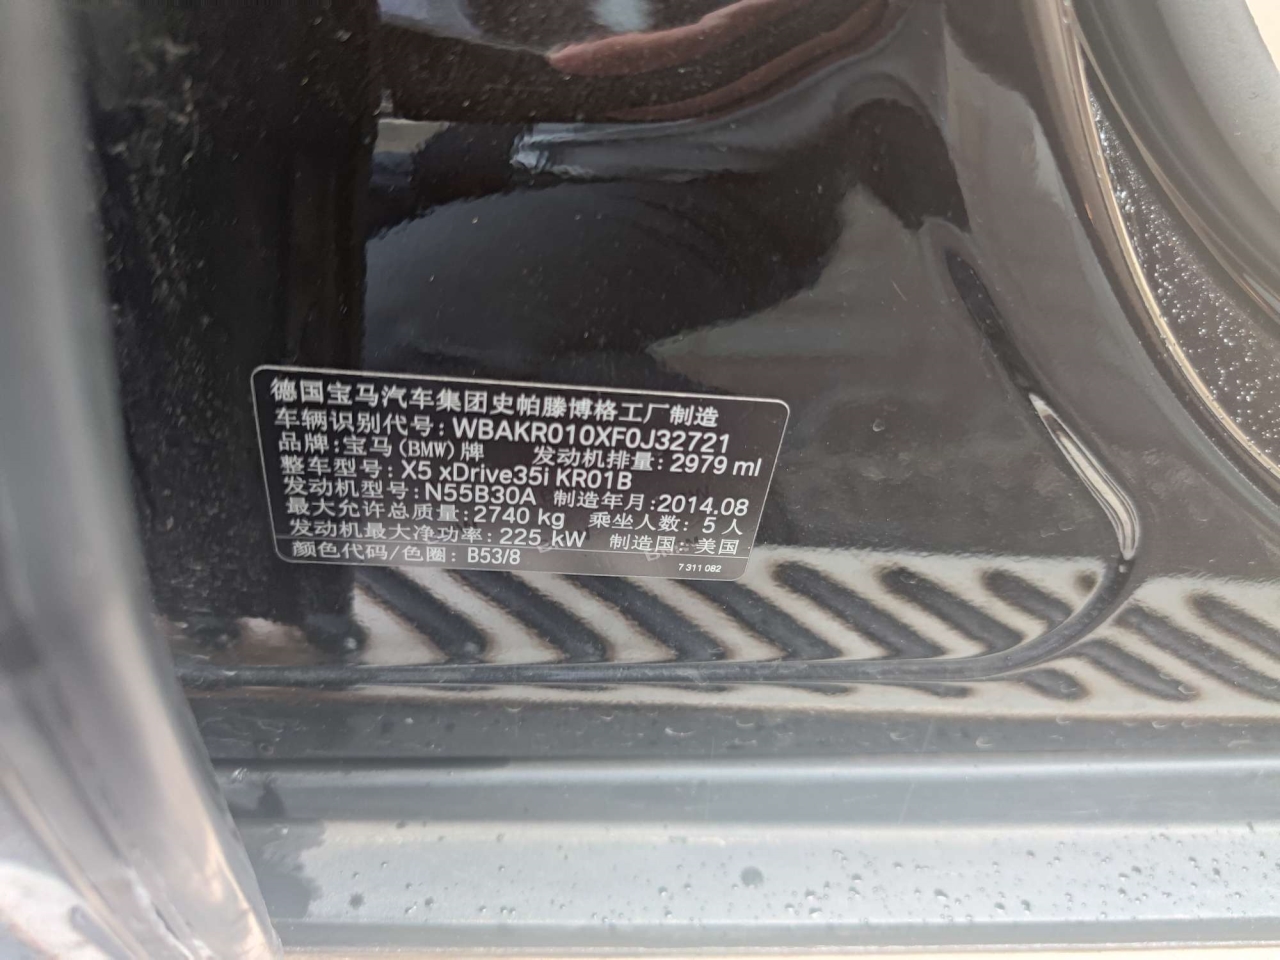 德国宝马汽车集团史帕滕博格工厂制造
车辆识别代号: WBAKR010XF0J32721
品牌: 宝马(BMW)牌 发动机排量: 2979 ml
整车型号: X5 xDrive35i KR01B
发动机型号: N55B30A 制造年月:2014.08
最大允许总质量: 2740 kg 乘坐人数: 5 人
发动机最大净功率: 225 kW 制造国: 美国
颜色代码/色圈: B53/8
7 311 082